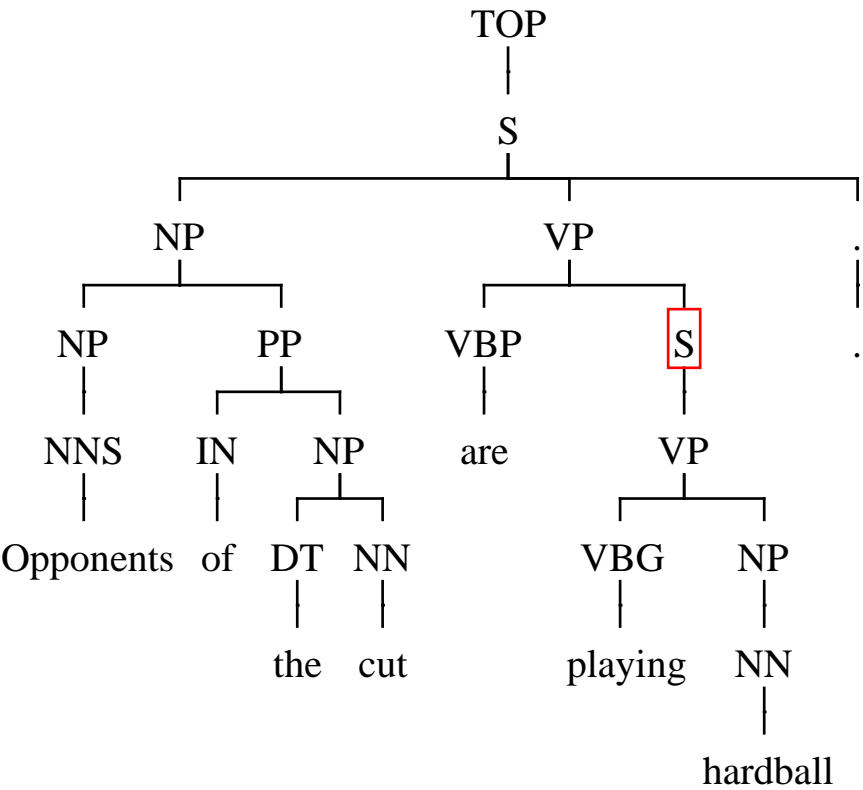 TOP
S
NP VP .
NP PP VBP S .
NNS IN NP are VP
Opponents of DT NN VBG NP
the cut playing NN
hardball